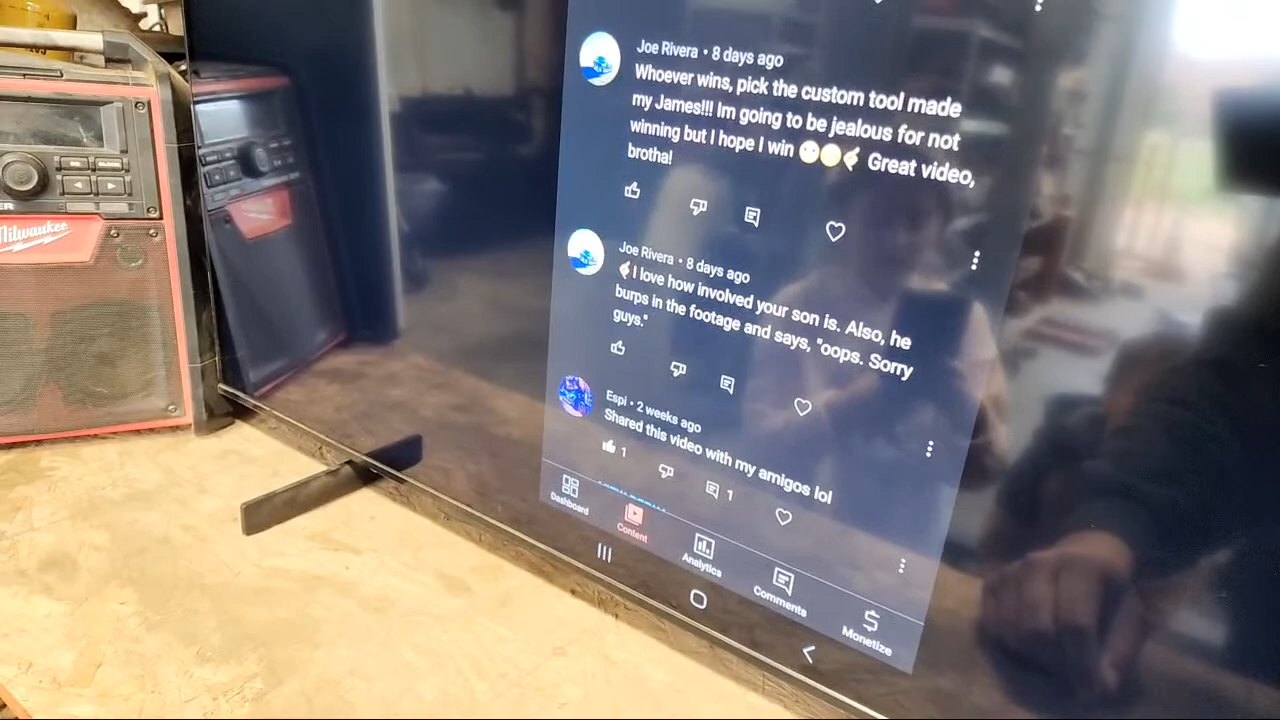 Milwaukee
Joe Rivera • 8 days ago
Whoever wins, pick the custom tool made
my James!!! Im going to be jealous for not
winning but I hope I win 😬😁🤙 Great video,
brotha!
Joe Rivera • 8 days ago
🤙I love how involved your son is. Also, he
burps in the footage and says, "oops. Sorry
guys."
Espi • 2 weeks ago
Shared this video with my amigos lol
1
1
Dashboard
Content
Analytics
Comments
Monetize